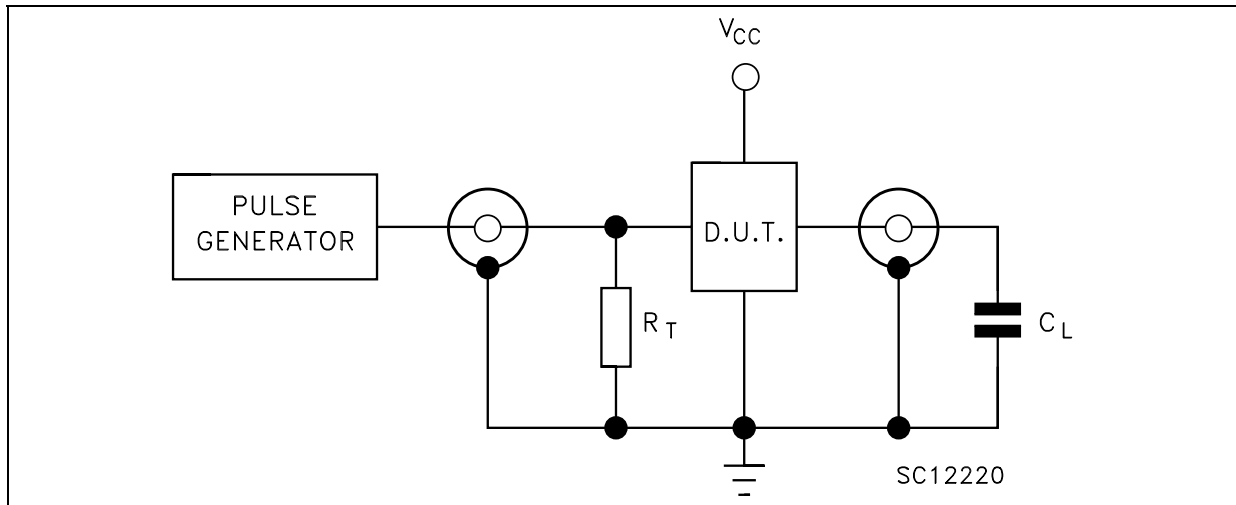 VCC
PULSE
GENERATOR
D.U.T.
RT
CL
SC12220